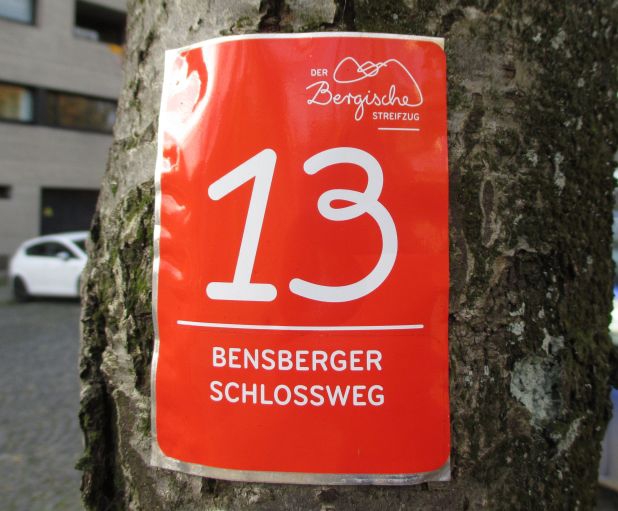 DER
Bergische
STREIFZUG
13
BENSBERGER
SCHLOSSWEG